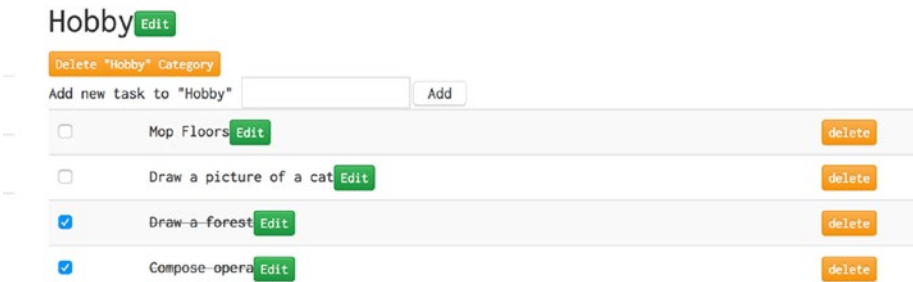 Hobby Edit
Delete "Hobby" Category
Add new task to "Hobby" Add
Mop Floors Edit delete
Draw a picture of a cat Edit delete
Draw a forest Edit delete
Compose opera Edit delete